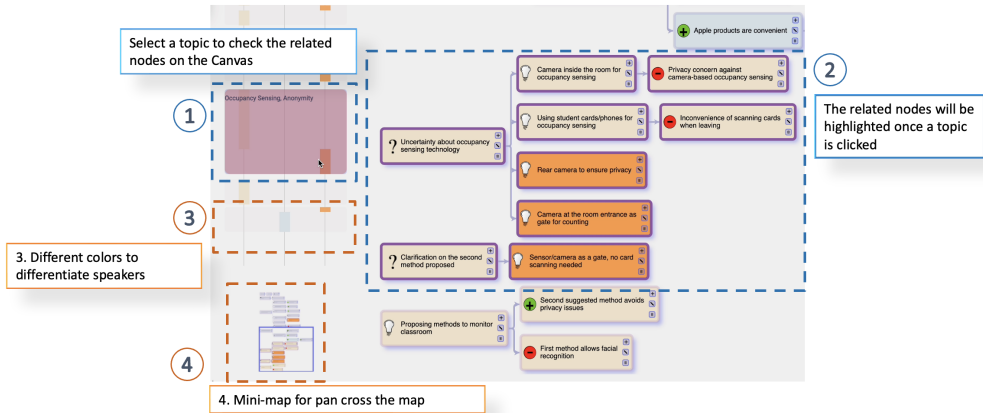 Apple products are convenient
Select a topic to check the related
nodes on the Canvas
1
Occupancy Sensing, Anonymity
Camera inside the room for
occupancy sensing
Privacy concern against
camera-based occupancy sensing
2
The related nodes will be
highlighted once a topic
is clicked
Using student cards/phones for
occupancy sensing
Inconvenience of scanning cards
when leaving
? Uncertainty about occupancy
sensing technology
Rear camera to ensure privacy
Camera at the room entrance as
gate for counting
3
3. Different colors to
differentiate speakers
? Clarification on the second
method proposed
Sensor/camera as a gate, no card
scanning needed
Second suggested method avoids
privacy issues
Proposing methods to monitor
classroom
First method allows facial
recognition
4
4. Mini-map for pan cross the map